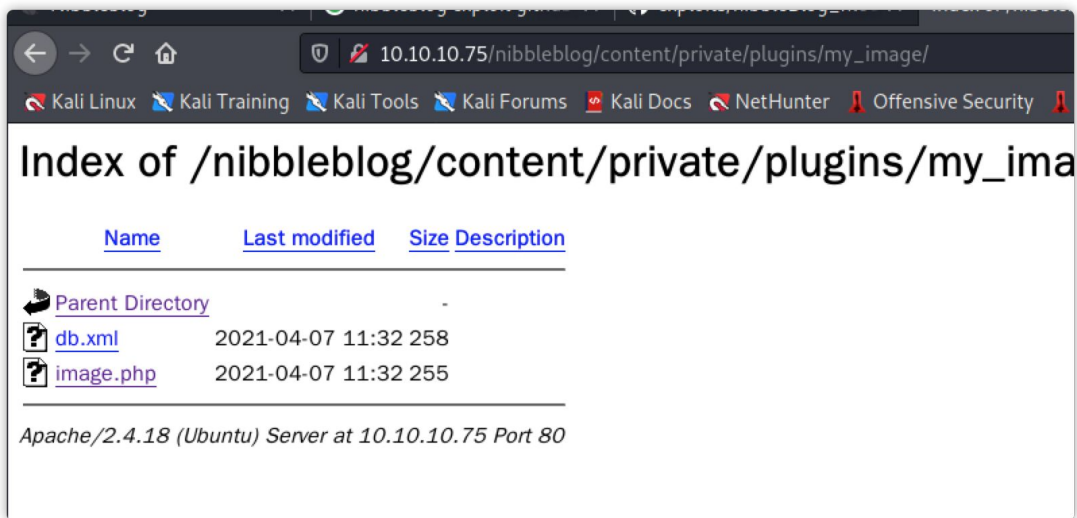 10.10.10.75/nibbleblog/content/private/plugins/my_image/
Kali Linux Kali Training Kali Tools Kali Forums Kali Docs NetHunter Offensive Security
Index of /nibbleblog/content/private/plugins/my_ima
Name Last modified Size Description
Parent Directory -
db.xml 2021-04-07 11:32 258
image.php 2021-04-07 11:32 255
Apache/2.4.18 (Ubuntu) Server at 10.10.10.75 Port 80